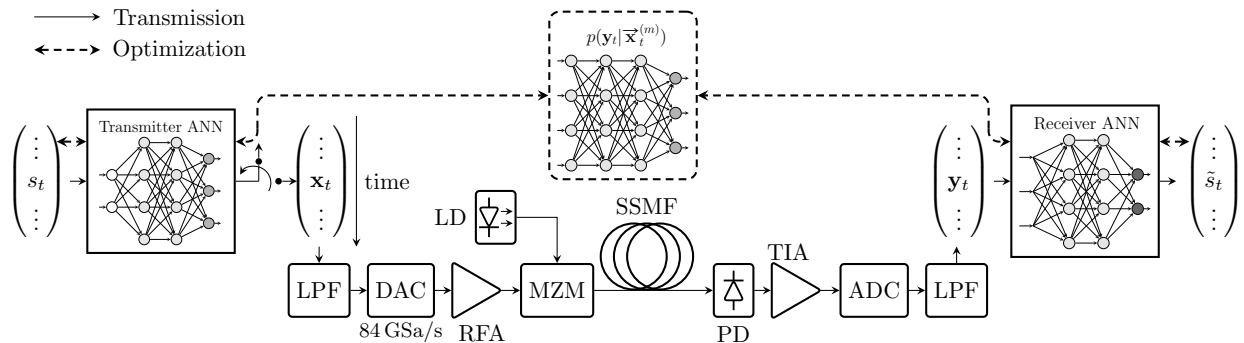 Transmission
Optimization
p(y_t|x⃗_t^(m))
Transmitter ANN
Receiver ANN
s_t
x_t
time
y_t
s̃_t
LD
SSMF
TIA
LPF
DAC
MZM
ADC
LPF
84 GSa/s
RFA
PD